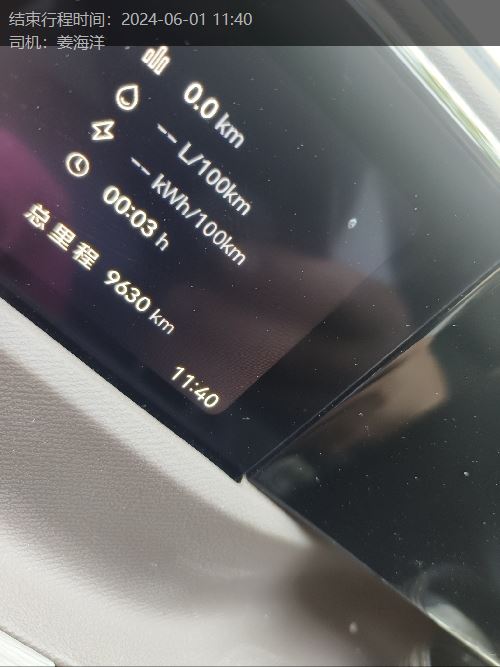 结束行程时间：2024-06-01 11:40
司机：姜海洋
0.0 km
-- L/100km
-- kWh/100km
00:03 h
总里程 9630 km
11:40